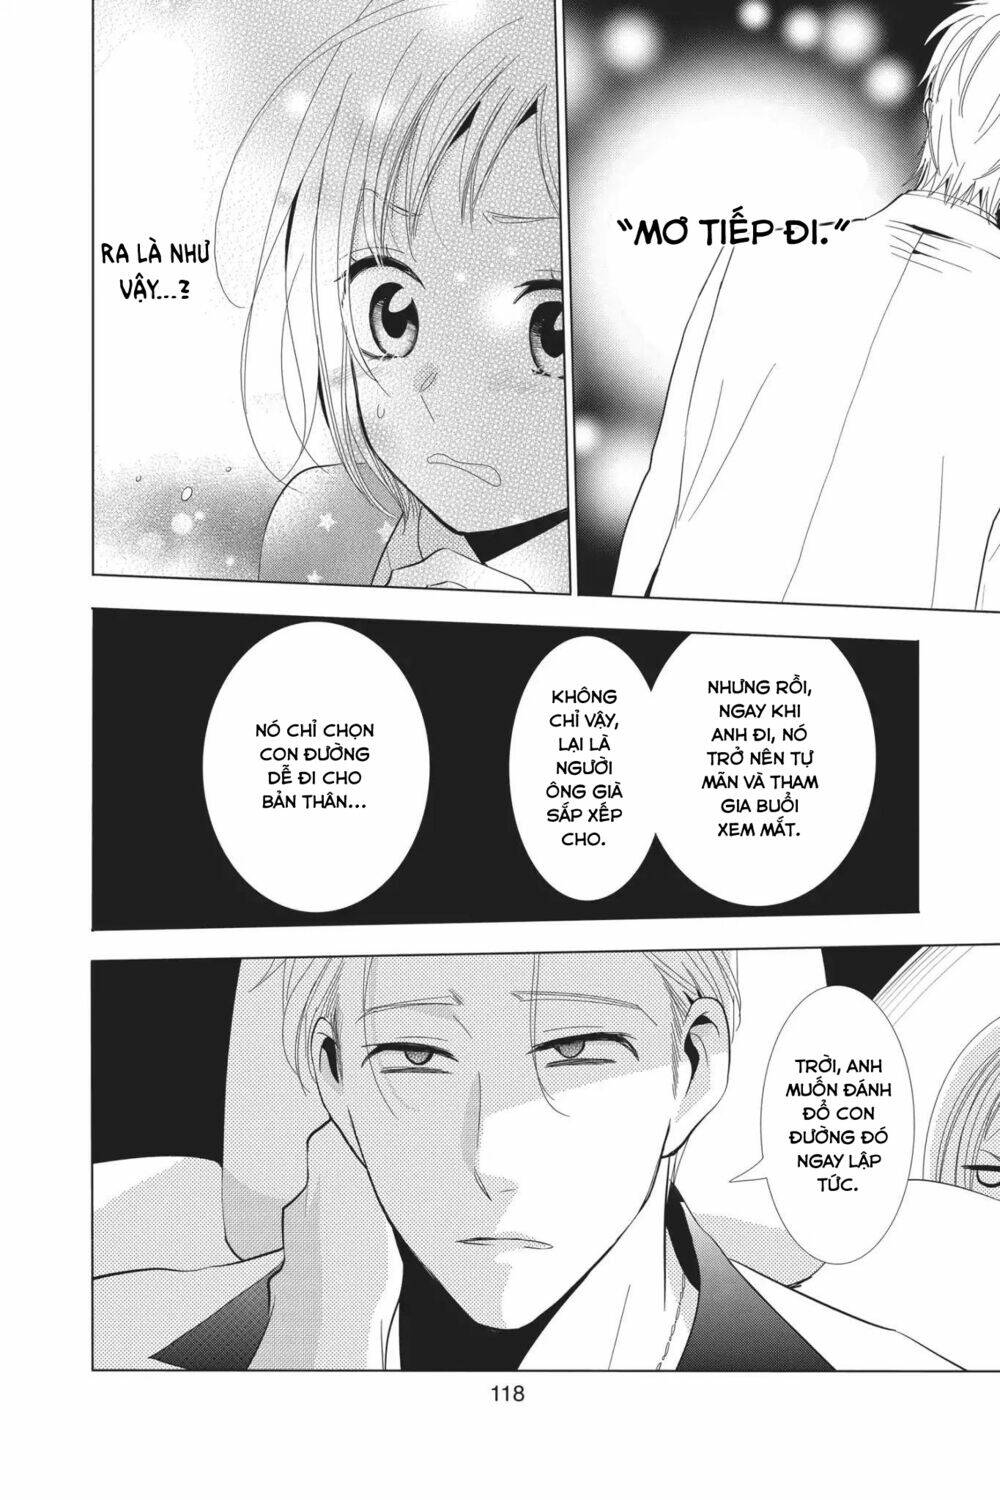 “MƠ TIẾP ĐI.”
RA LÀ NHƯ
VẬY...?
NHƯNG RỒI,
NGAY KHI
ANH ĐI, NÓ
TRỞ NÊN TỰ
MÃN VÀ THAM
GIA BUỔI
XEM MẮT.
KHÔNG
CHỈ VẬY,
LẠI LÀ
NGƯỜI
ÔNG GIÀ
SẮP XẾP
CHO.
NÓ CHỈ CHỌN
CON ĐƯỜNG
DỄ ĐI CHO
BẢN THÂN...
TRỜI, ANH
MUỐN ĐÁNH
ĐỔ CON
ĐƯỜNG ĐÓ
NGAY LẬP
TỨC.
118